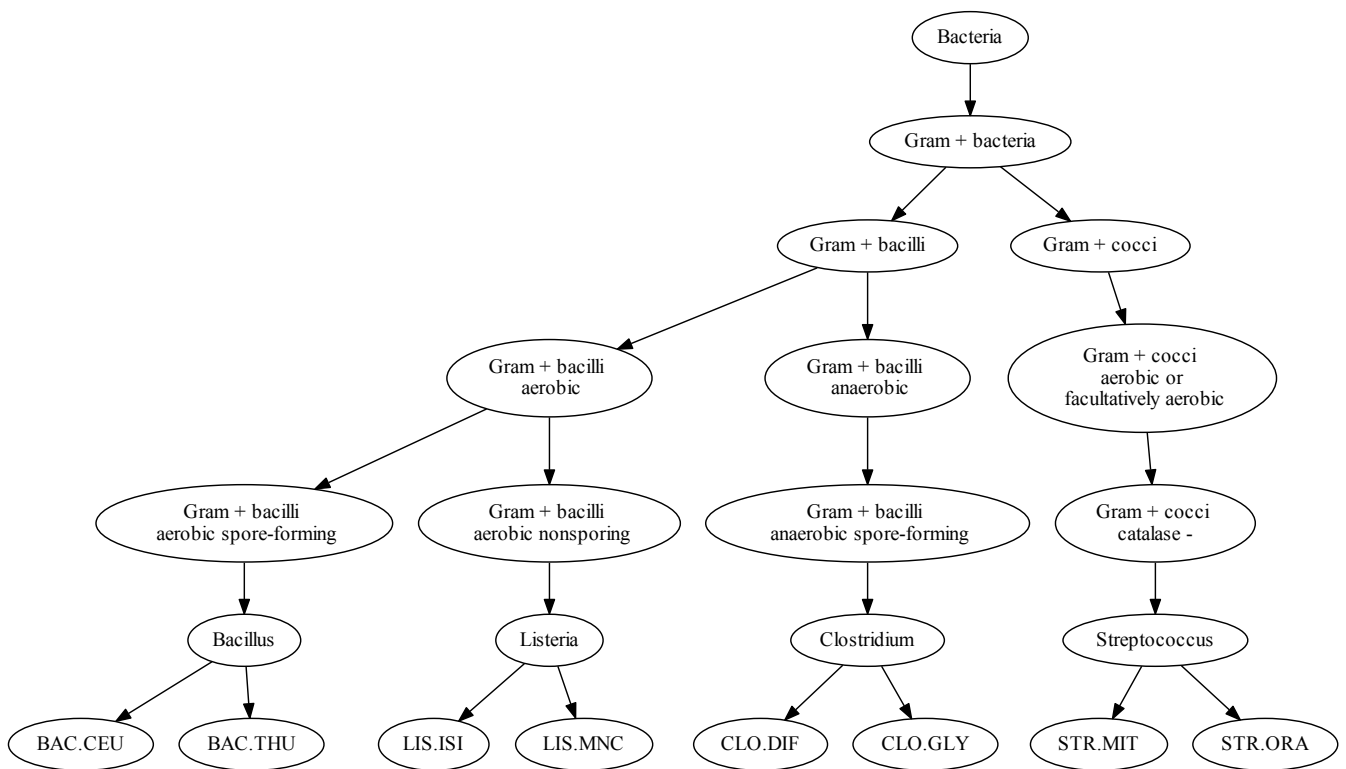 Bacteria
Gram + bacteria
Gram + bacilli
Gram + cocci
Gram + bacilli
aerobic
Gram + bacilli
anaerobic
Gram + cocci
aerobic or
facultatively aerobic
Gram + bacilli
aerobic spore-forming
Gram + bacilli
aerobic nonsporing
Gram + bacilli
anaerobic spore-forming
Gram + cocci
catalase -
Bacillus
Listeria
Clostridium
Streptococcus
BAC.CEU
BAC.THU
LIS.ISI
LIS.MNC
CLO.DIF
CLO.GLY
STR.MIT
STR.ORA